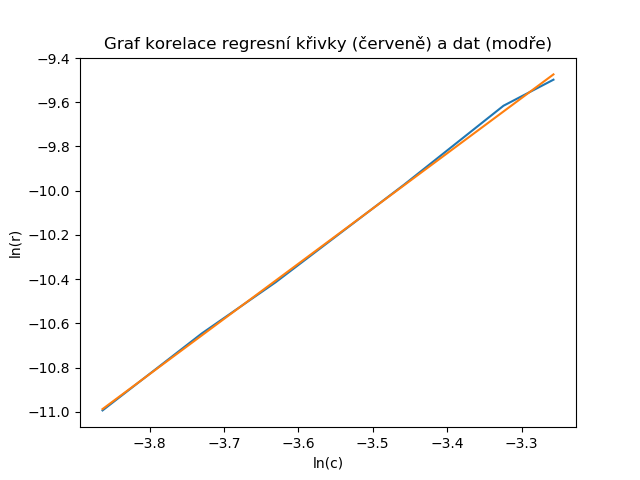 Graf korelace regresní křivky (červeně) a dat (modře)
−9.4
−9.6
−9.8
−10.0
−10.2
−10.4
−10.6
−10.8
−11.0
ln(r)
−3.8 −3.7 −3.6 −3.5 −3.4 −3.3
ln(c)